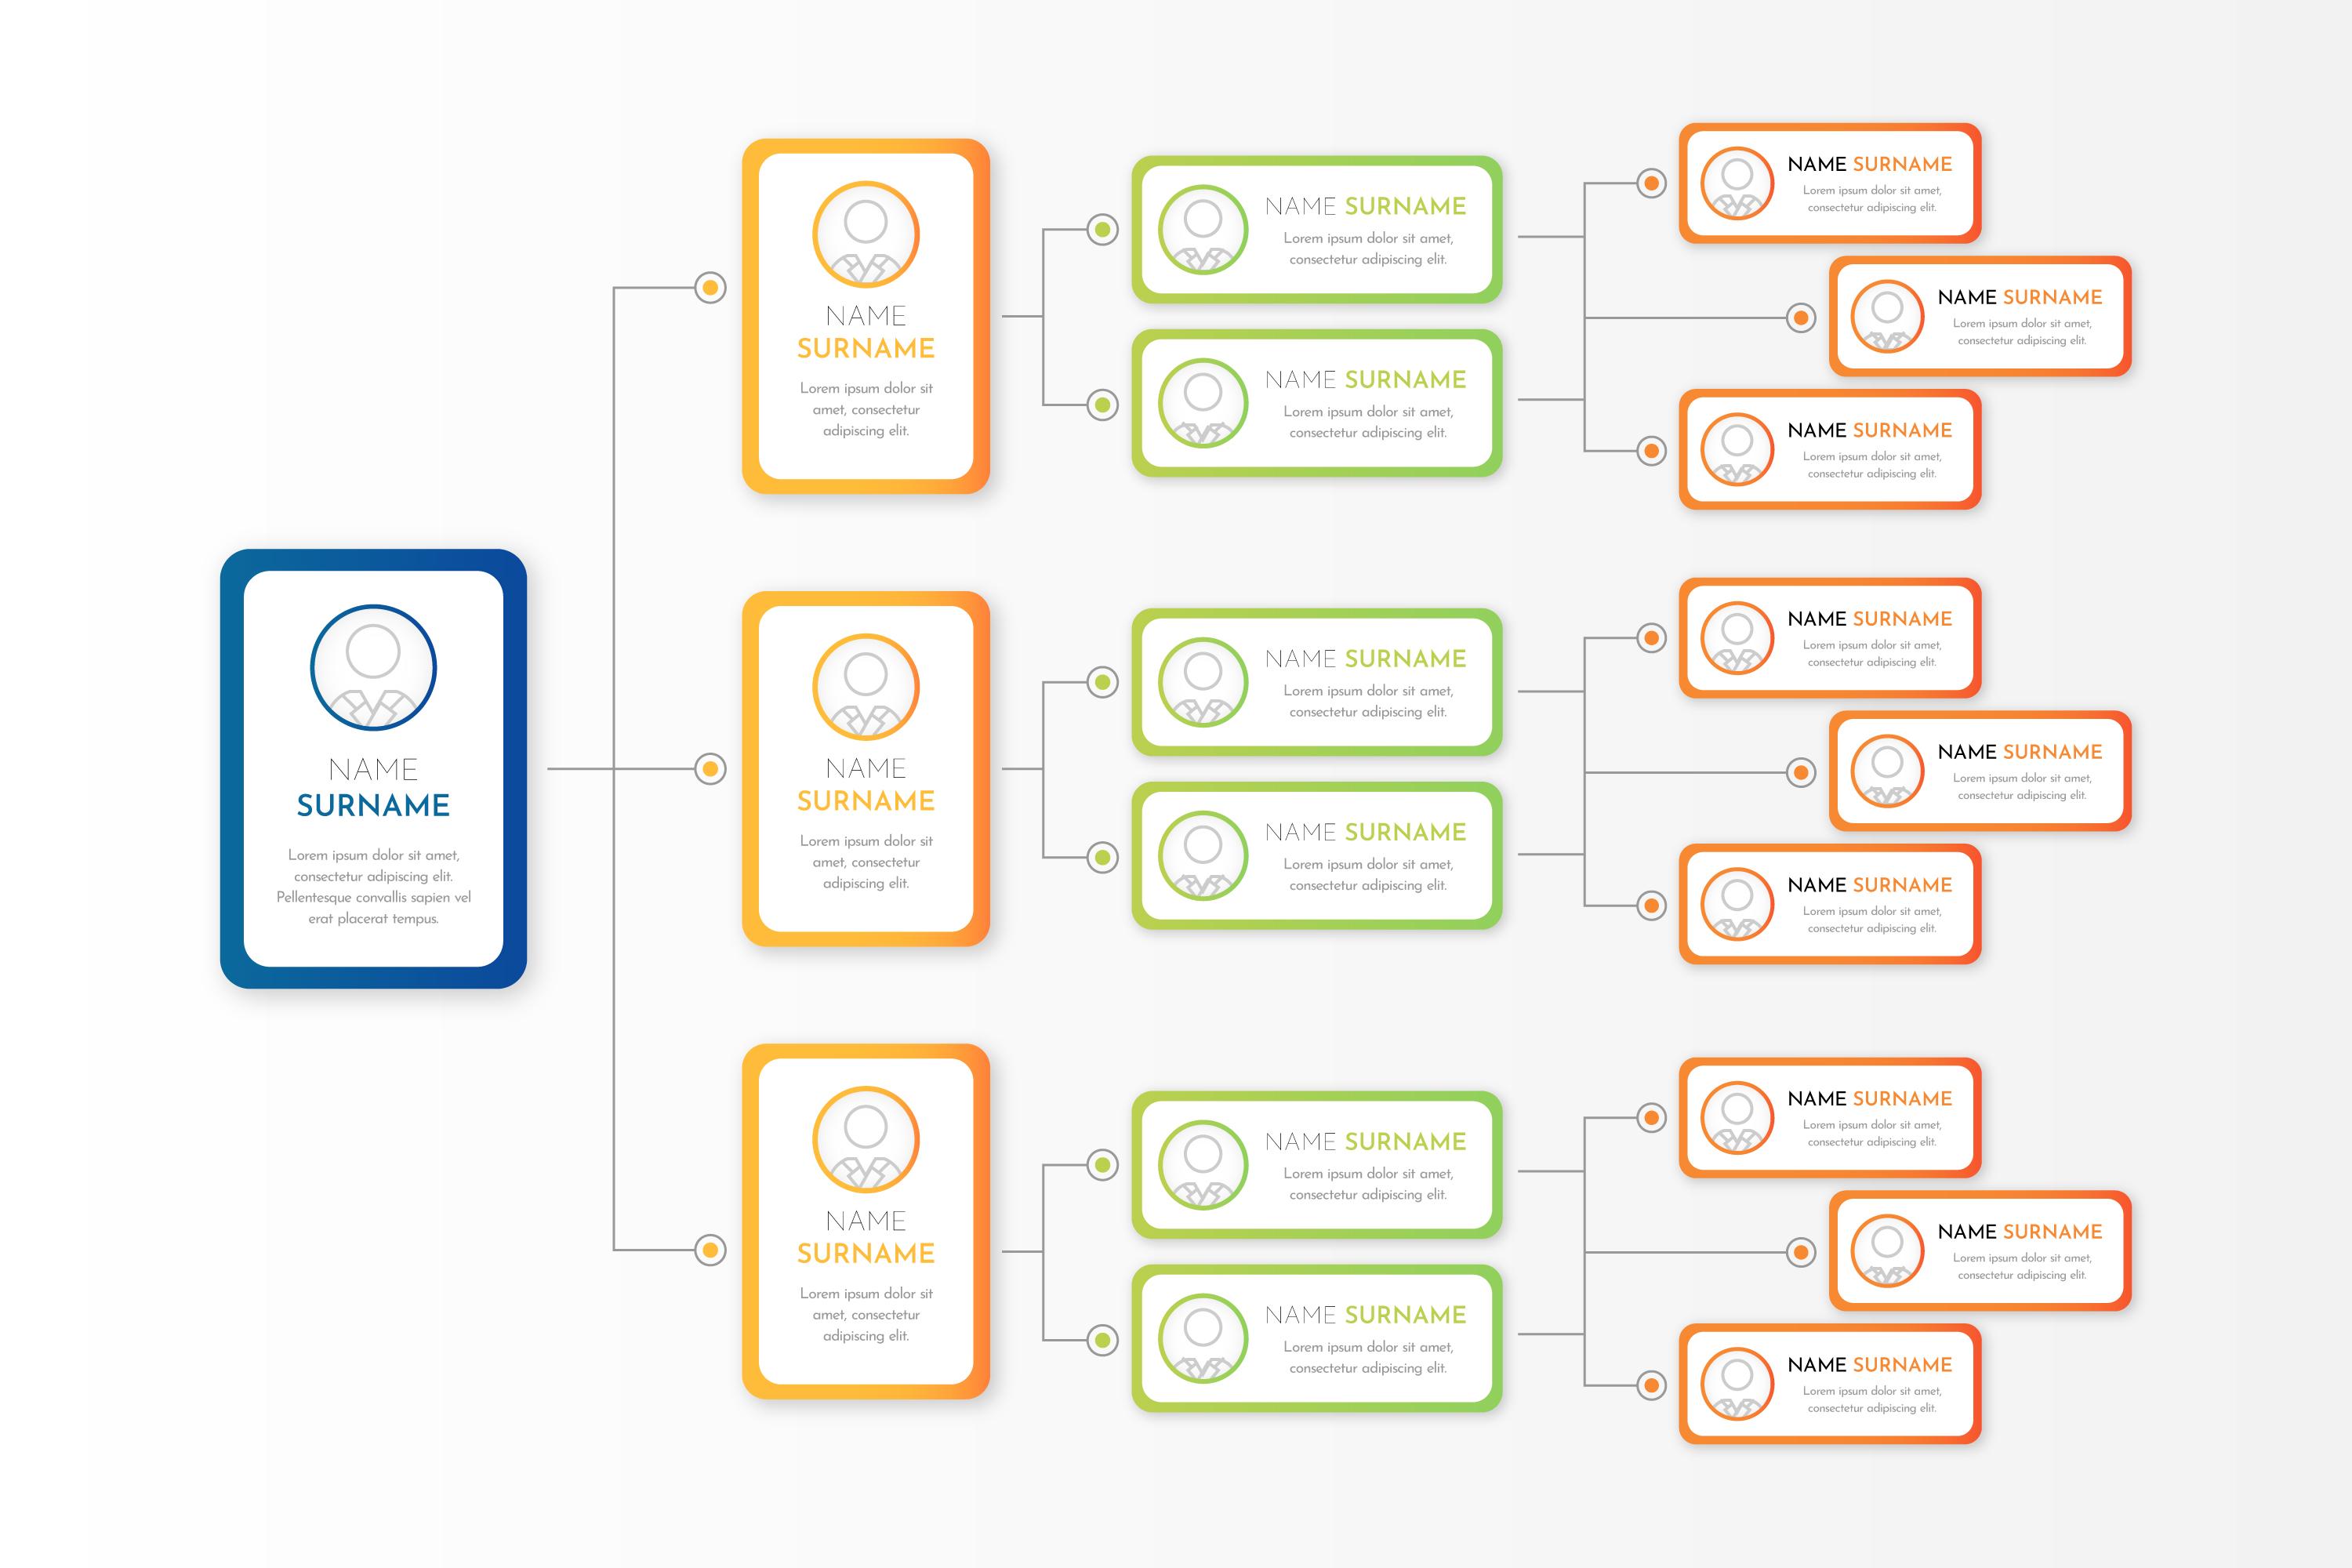 NAME
SURNAME
Lorem ipsum dolor sit amet,
consectetur adipiscing elit.
Pellentesque convallis sapien vel
erat placerat tempus.
NAME
SURNAME
Lorem ipsum dolor sit
amet, consectetur
adipiscing elit.
NAME
SURNAME
Lorem ipsum dolor sit
amet, consectetur
adipiscing elit.
NAME
SURNAME
Lorem ipsum dolor sit
amet, consectetur
adipiscing elit.
NAME SURNAME
Lorem ipsum dolor sit amet,
consectetur adipiscing elit.
NAME SURNAME
Lorem ipsum dolor sit amet,
consectetur adipiscing elit.
NAME SURNAME
Lorem ipsum dolor sit amet,
consectetur adipiscing elit.
NAME SURNAME
Lorem ipsum dolor sit amet,
consectetur adipiscing elit.
NAME SURNAME
Lorem ipsum dolor sit amet,
consectetur adipiscing elit.
NAME SURNAME
Lorem ipsum dolor sit amet,
consectetur adipiscing elit.
NAME SURNAME
Lorem ipsum dolor sit amet,
consectetur adipiscing elit.
NAME SURNAME
Lorem ipsum dolor sit amet,
consectetur adipiscing elit.
NAME SURNAME
Lorem ipsum dolor sit amet,
consectetur adipiscing elit.
NAME SURNAME
Lorem ipsum dolor sit amet,
consectetur adipiscing elit.
NAME SURNAME
Lorem ipsum dolor sit amet,
consectetur adipiscing elit.
NAME SURNAME
Lorem ipsum dolor sit amet,
consectetur adipiscing elit.
NAME SURNAME
Lorem ipsum dolor sit amet,
consectetur adipiscing elit.
NAME SURNAME
Lorem ipsum dolor sit amet,
consectetur adipiscing elit.
NAME SURNAME
Lorem ipsum dolor sit amet,
consectetur adipiscing elit.